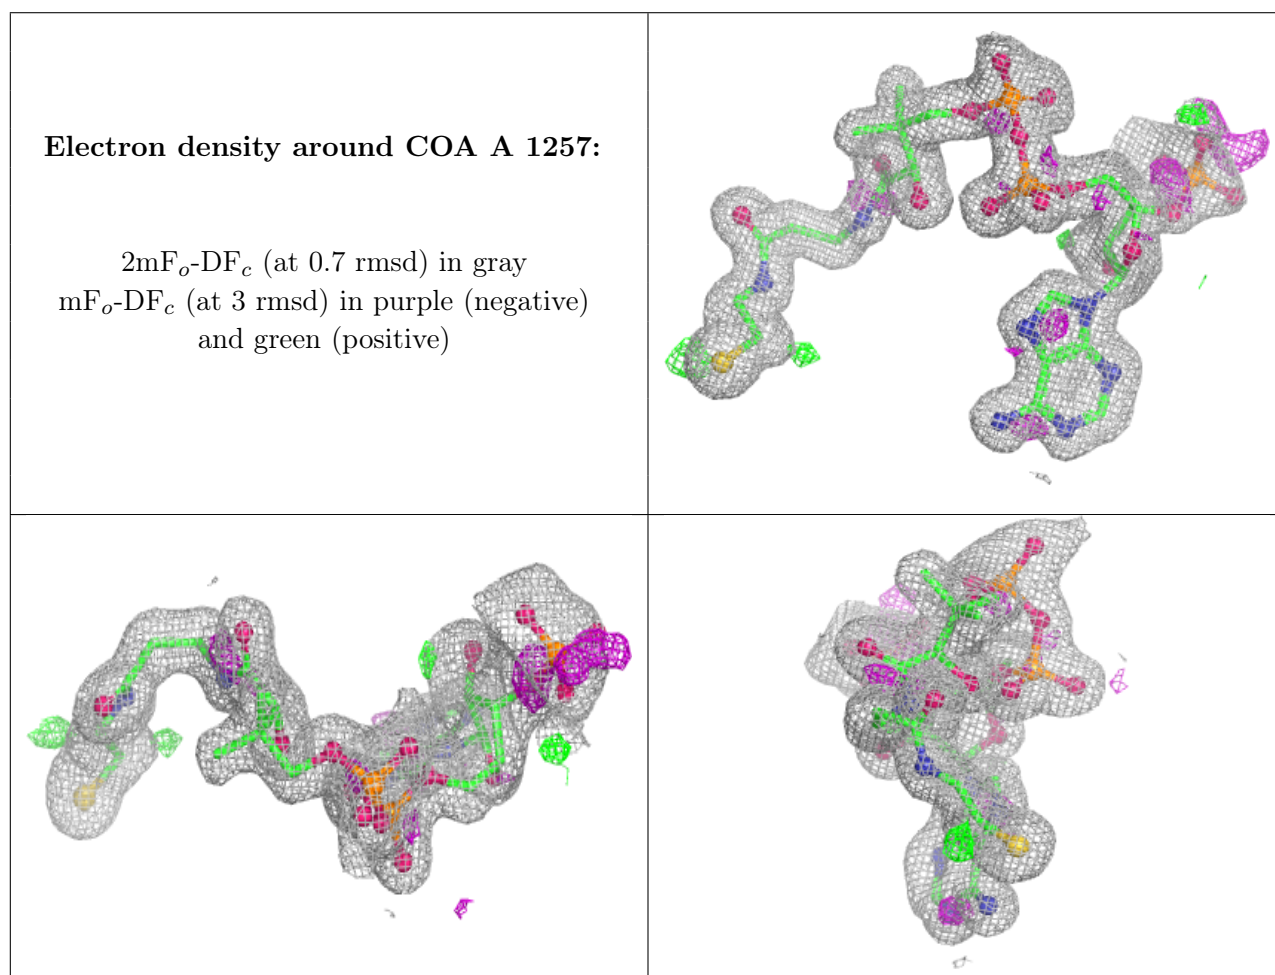 Electron density around COA A 1257:
2mFₒ-DF𝒸 (at 0.7 rmsd) in gray
mFₒ-DF𝒸 (at 3 rmsd) in purple (negative)
and green (positive)